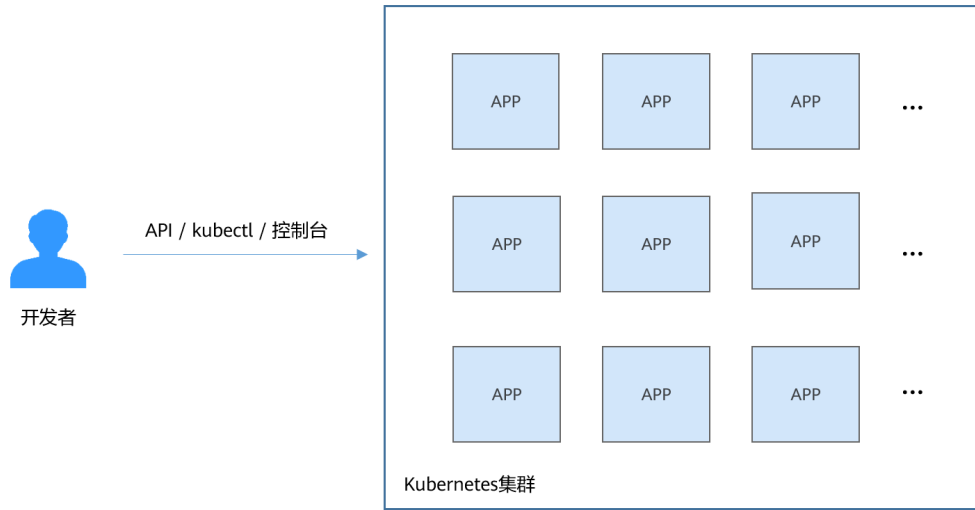 APP APP APP ...
API / kubectl / 控制台
APP APP APP ...
开发者
APP APP APP ...
Kubernetes集群